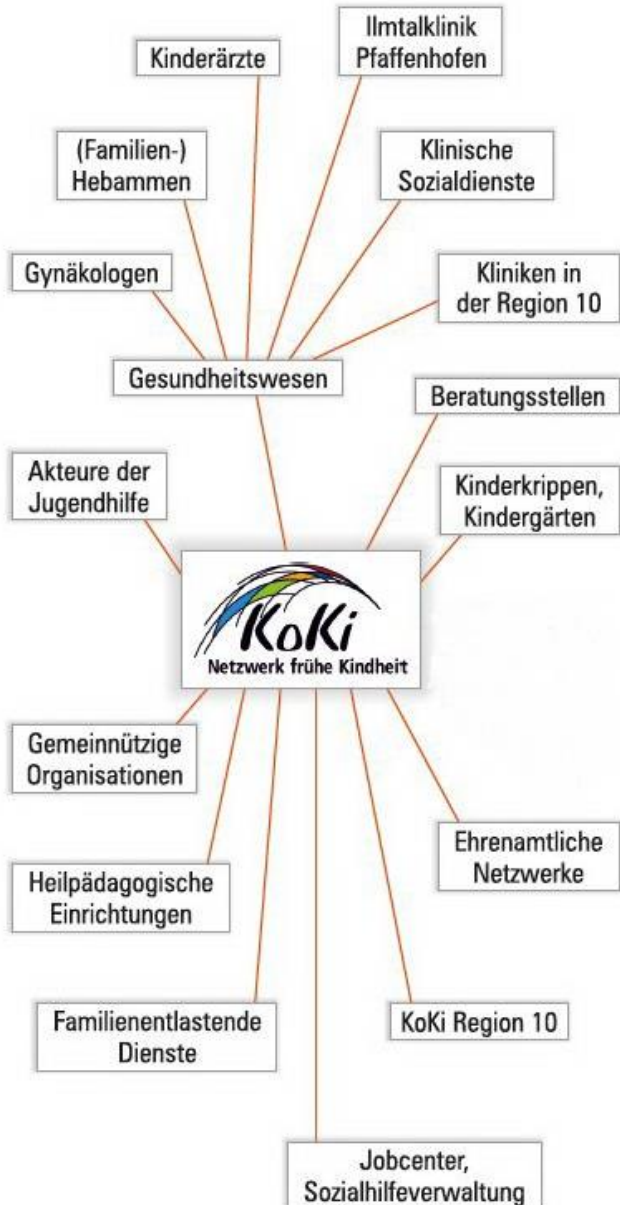 Ilmtalklinik
Pfaffenhofen
Kinderärzte
(Familien-)
Hebammen
Klinische
Sozialdienste
Gynäkologen
Kliniken in
der Region 10
Gesundheitswesen
Beratungsstellen
Akteure der
Jugendhilfe
Kinderkrippen,
Kindergärten
KoKi
Netzwerk frühe Kindheit
Gemeinnützige
Organisationen
Ehrenamtliche
Netzwerke
Heilpädagogische
Einrichtungen
Familienentlastende
Dienste
KoKi Region 10
Jobcenter,
Sozialhilfeverwaltung